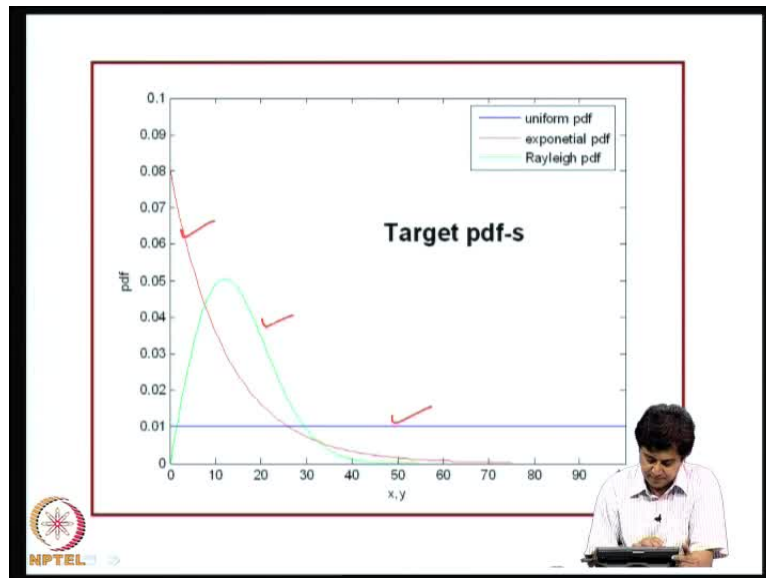 0.1
0.09
0.08
0.07
0.06
0.05
0.04
0.03
0.02
0.01
0
pdf
uniform pdf
exponetial pdf
Rayleigh pdf
Target pdf-s
0 10 20 30 40 50 60 70 80 90
x,y
NPTEL